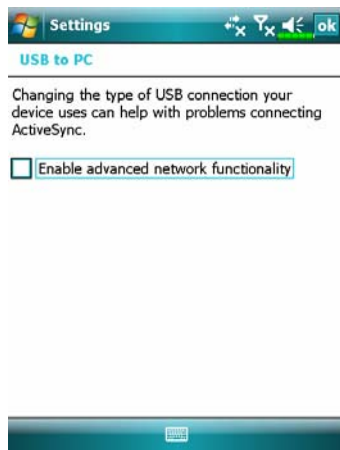 Settings
ok
USB to PC
Changing the type of USB connection your
device uses can help with problems connecting
ActiveSync.
Enable advanced network functionality